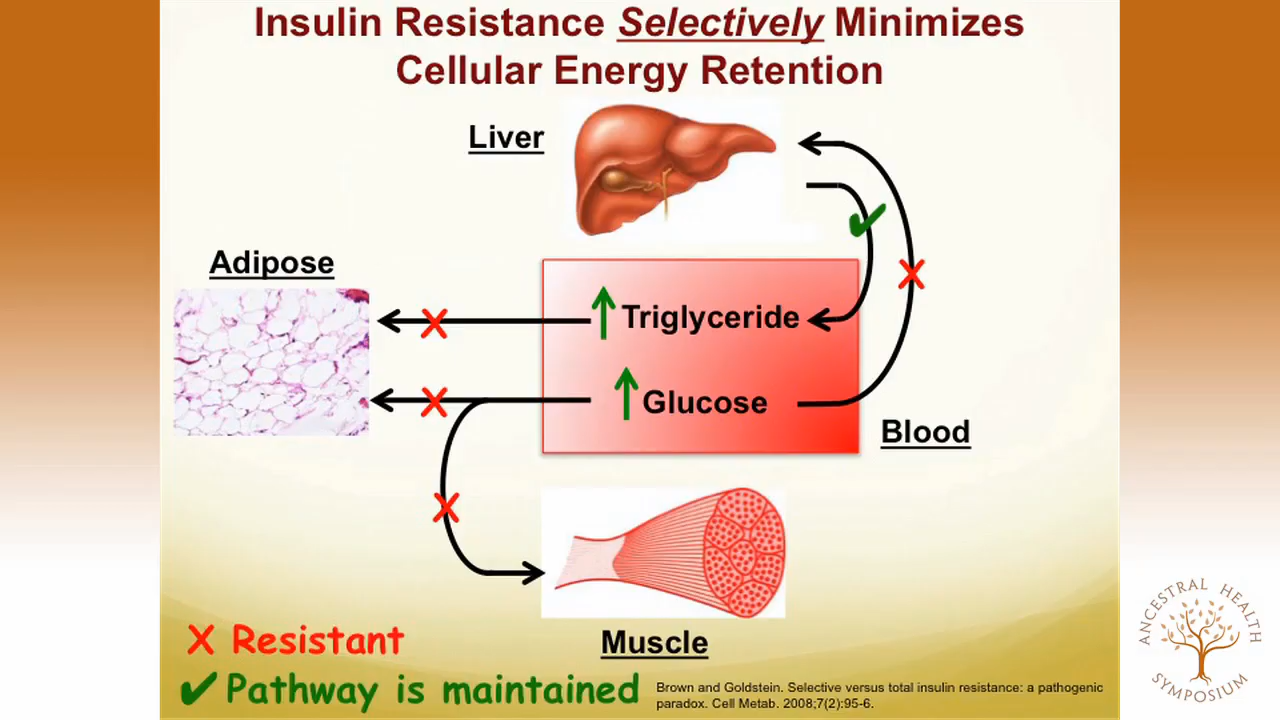 Insulin Resistance Selectively Minimizes
Cellular Energy Retention
Liver
Adipose
Triglyceride
Glucose
Blood
X Resistant
✔ Pathway is maintained
Muscle
Brown and Goldstein. Selective versus total insulin resistance: a pathogenic
paradox. Cell Metab. 2008;7(2):95-6.
ANCESTRAL HEALTH
SYMPOSIUM